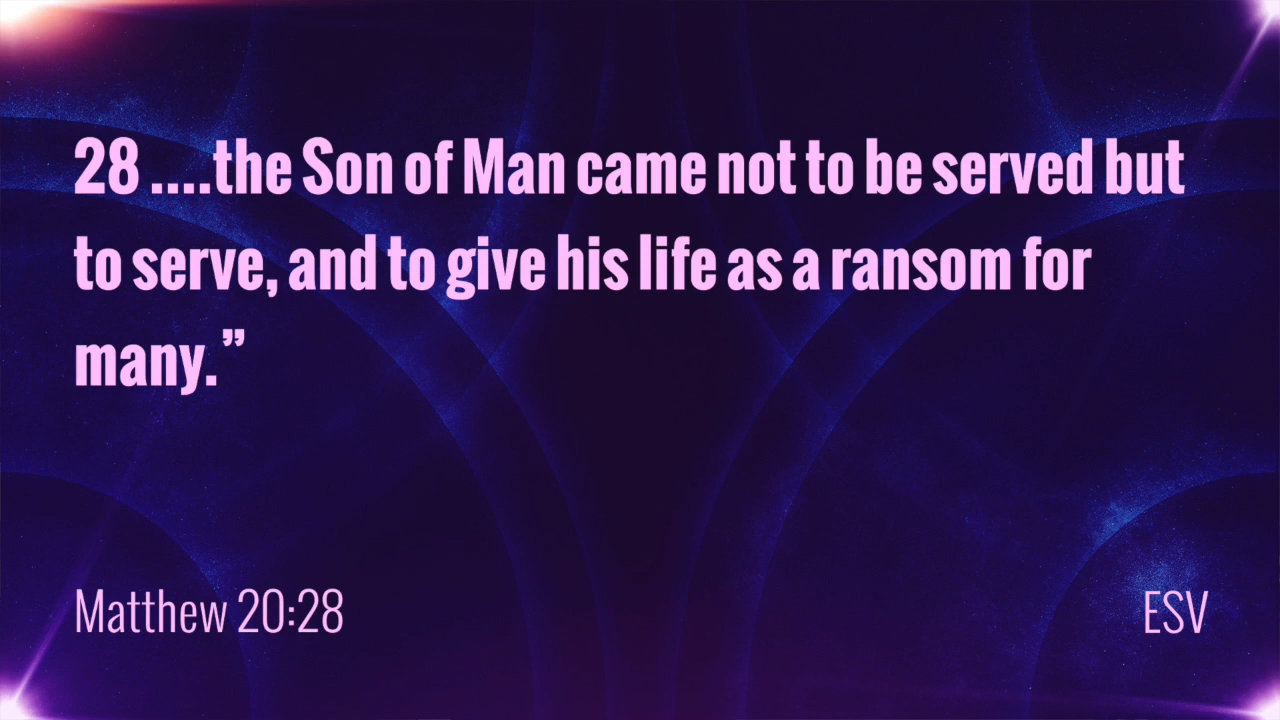 28 ....the Son of Man came not to be served but
to serve, and to give his life as a ransom for
many.”
Matthew 20:28
ESV